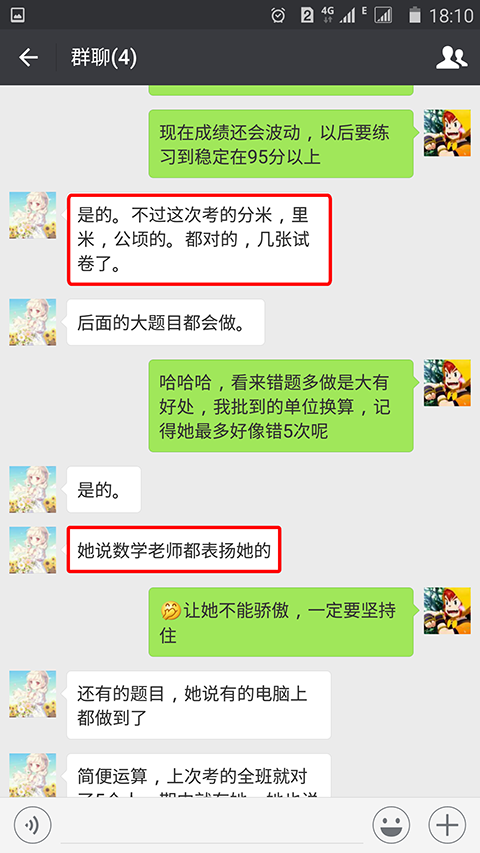 4G
E
2
18:10
群聊(4)
现在成绩还会波动，以后要练
习到稳定在95分以上
是的。不过这次考的分米，里
米，公顷的。都对的，几张试
卷了。
后面的大题目都会做。
哈哈哈，看来错题多做是大有
好处，我批到的单位换算，记
得她最多好像错5次呢
是的。
她说数学老师都表扬她的
让她不能骄傲，一定要坚持
住
还有的题目，她说有的电脑上
都做到了
简便运算，上次考的全班就对